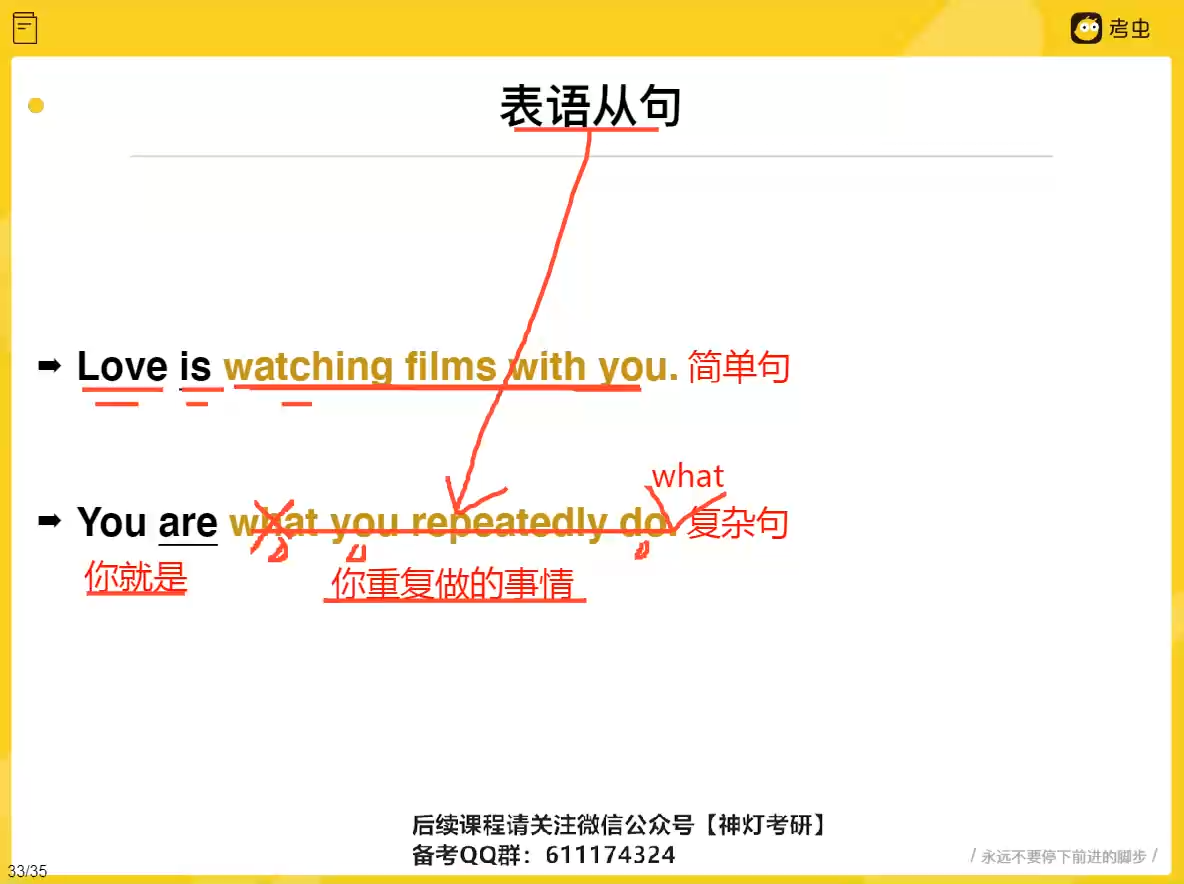 考虫
表语从句
➡ Love is watching films with you. 简单句
what
➡ You are what you repeatedly do. 复杂句
你就是 你重复做的事情
后续课程请关注微信公众号【神灯考研】
备考QQ群：611174324
/ 永远不要停下前进的脚步 /
33/35